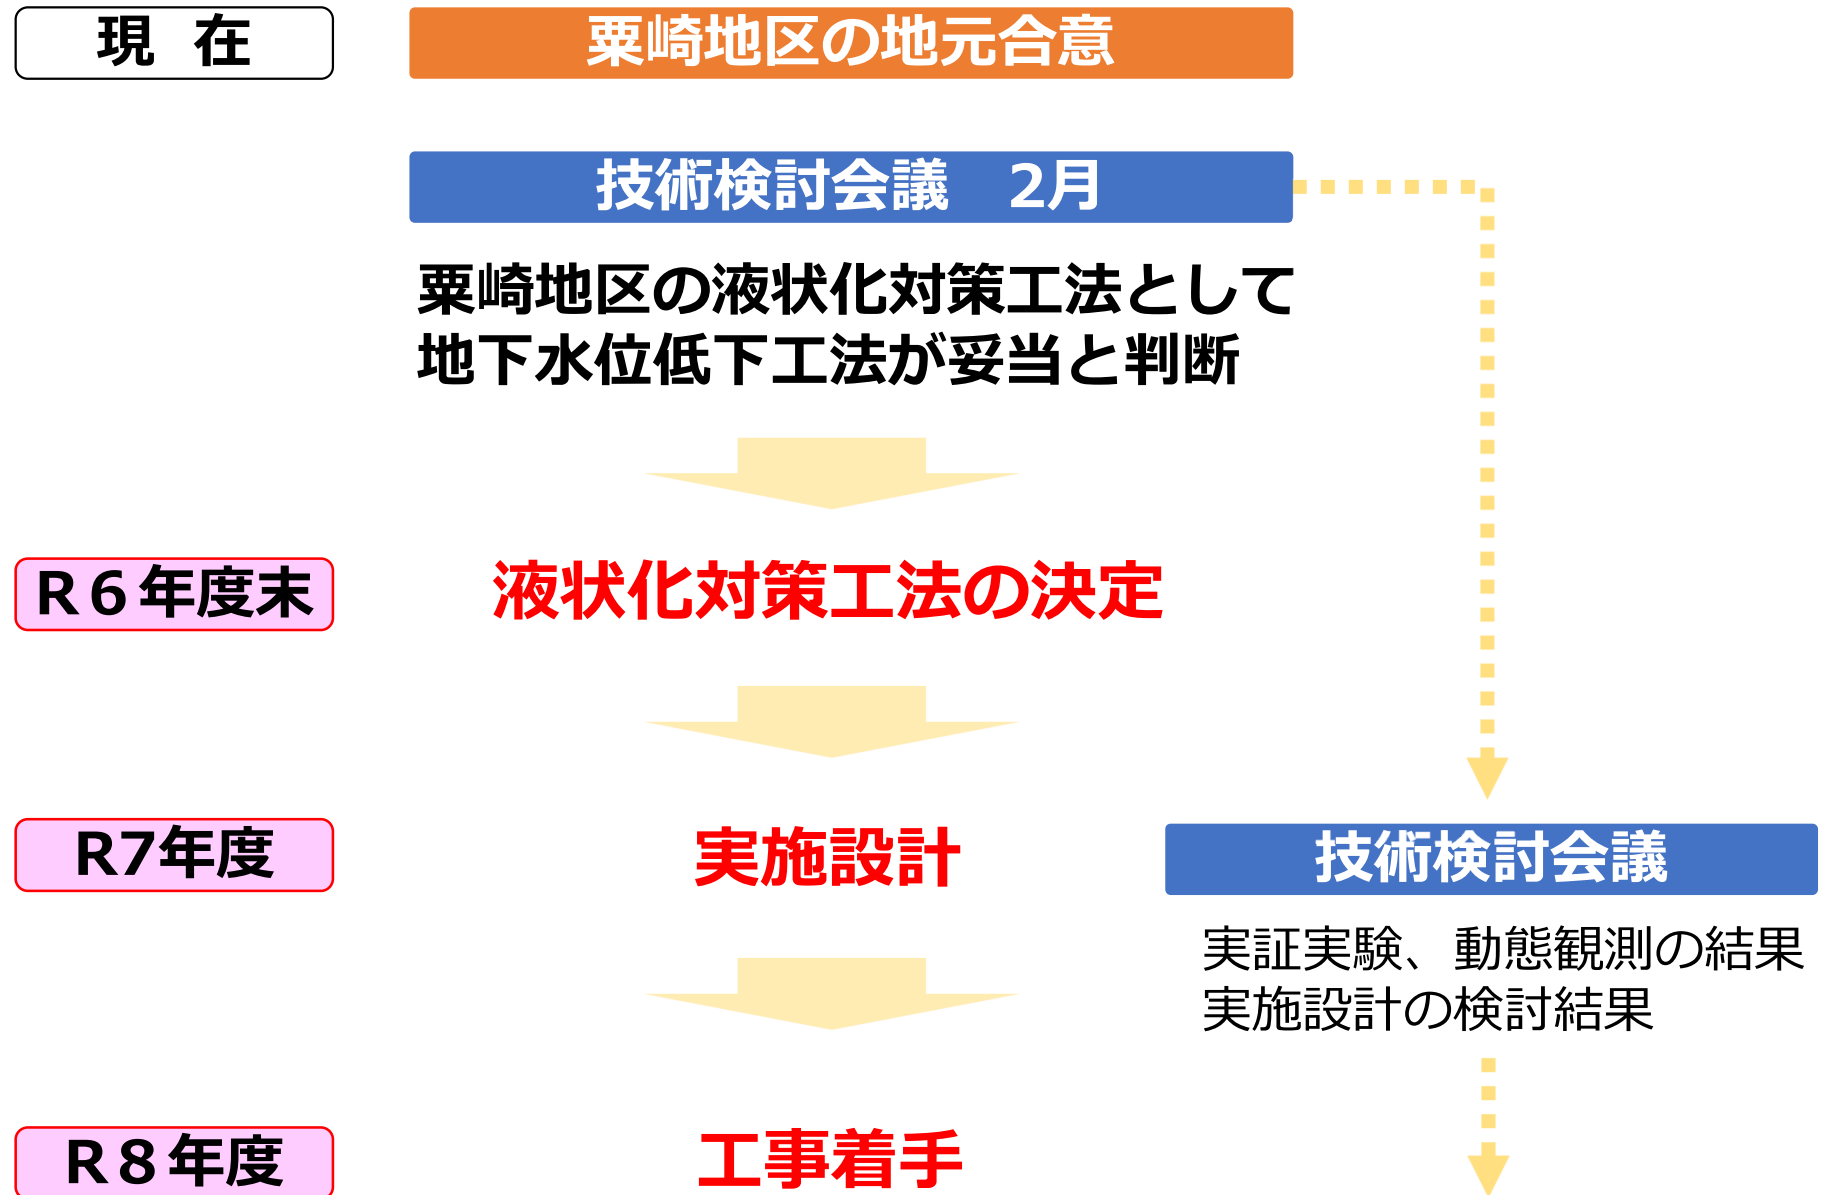 現 在
粟崎地区の地元合意
技術検討会議　2月
粟崎地区の液状化対策工法として
地下水位低下工法が妥当と判断
R６年度末
液状化対策工法の決定
R7年度
実施設計
技術検討会議
実証実験、動態観測の結果
実施設計の検討結果
R８年度
工事着手